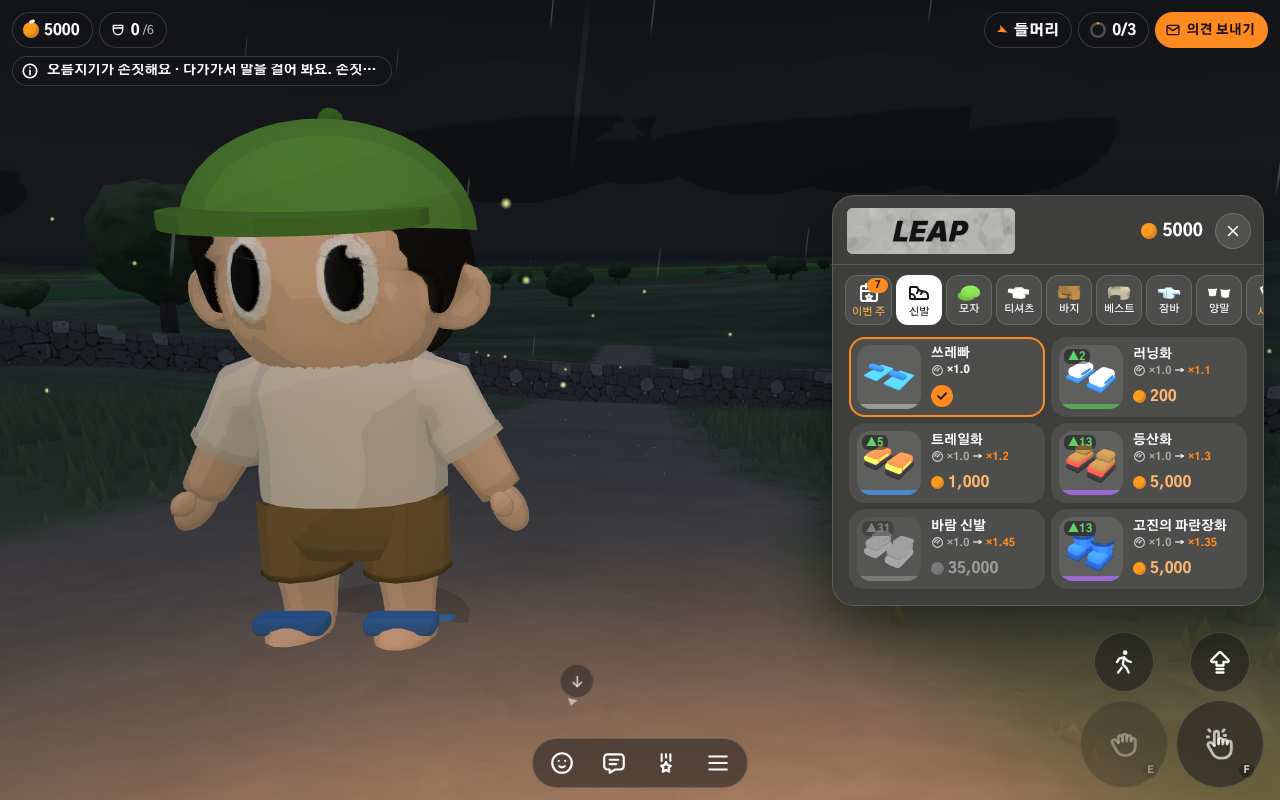 5000
0/6
들머리
0/3
의견 보내기
오름지기가 손짓해요 · 다가가서 말을 걸어 봐요. 손짓···
LEAP
5000
7
이번 주
신발
모자
티셔츠
바지
베스트
잠바
양말
쓰레빠
×1.0
▲2
러닝화
×1.0 → ×1.1
200
▲5
트레일화
×1.0 → ×1.2
1,000
▲13
등산화
×1.0 → ×1.3
5,000
▲31
바람 신발
×1.0 → ×1.45
35,000
▲13
고진의 파란장화
×1.0 → ×1.35
5,000
E
F